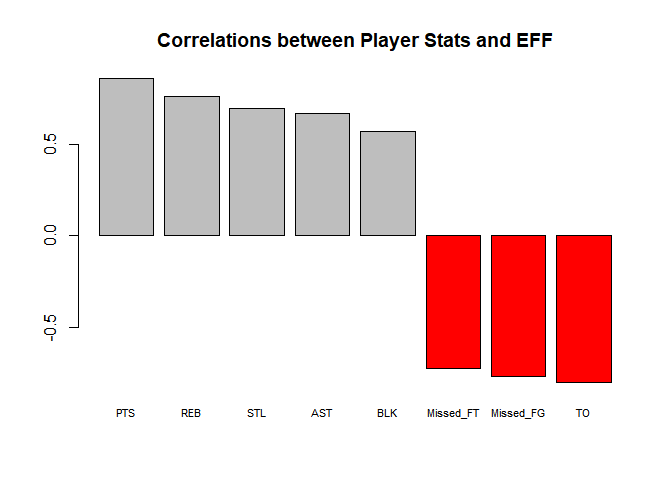 Correlations between Player Stats and EFF
0.5
0.0
-0.5
PTS REB STL AST BLK Missed_FT Missed_FG TO